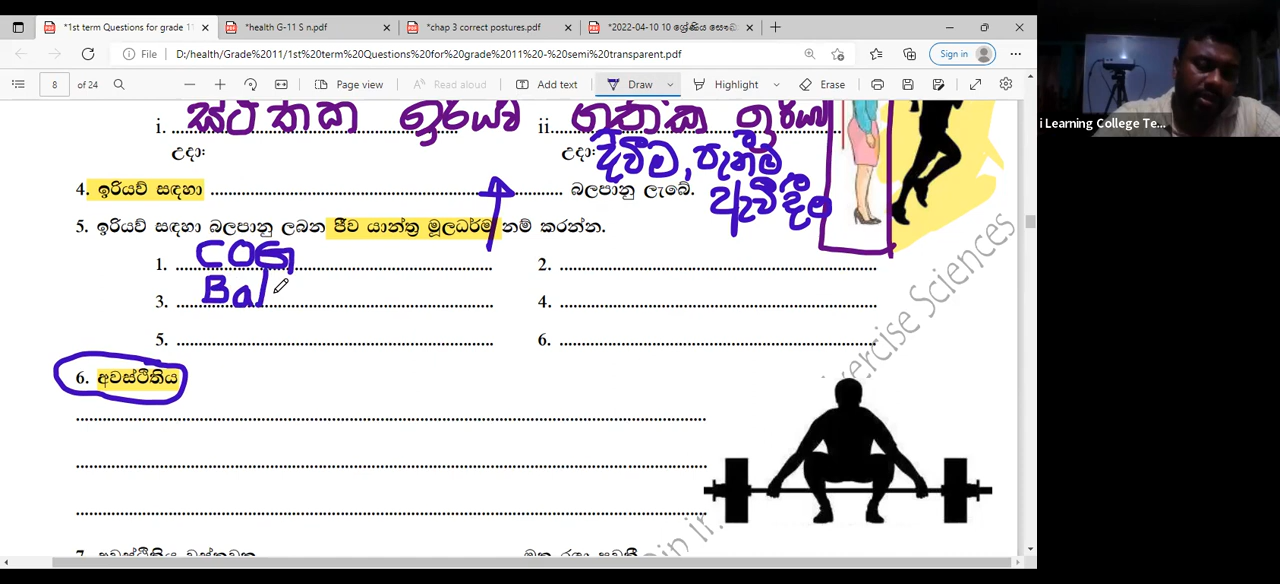 *1st term Questions for grade 11 *health G-11 S n.pdf *chap 3 correct postures.pdf *2022-04-10 10 ශ්‍රේණිය සෞඛ
File D:/health/Grade%2011/1st%20term%20Questions%20for%20grade%2011%20-%20semi%20transparent.pdf Sign in
8 of 24 Page view Read aloud Add text Draw Highlight Erase
i. ස්ථිතික ඉරියව් ii. ගතික ඉරියව්
උදා: උදා: දිවීම, පැනීම
ඇවිදීම
4. ඉරියව් සඳහා ............ බලපානු ලැබේ.
5. ඉරියව් සඳහා බලපානු ලබන ජීව යාන්ත්‍ර මූලධර්ම නම් කරන්න.
1. COG 2.
3. Bal 4.
5. 6.
6. අවස්ථිතිය
i Learning College Te...